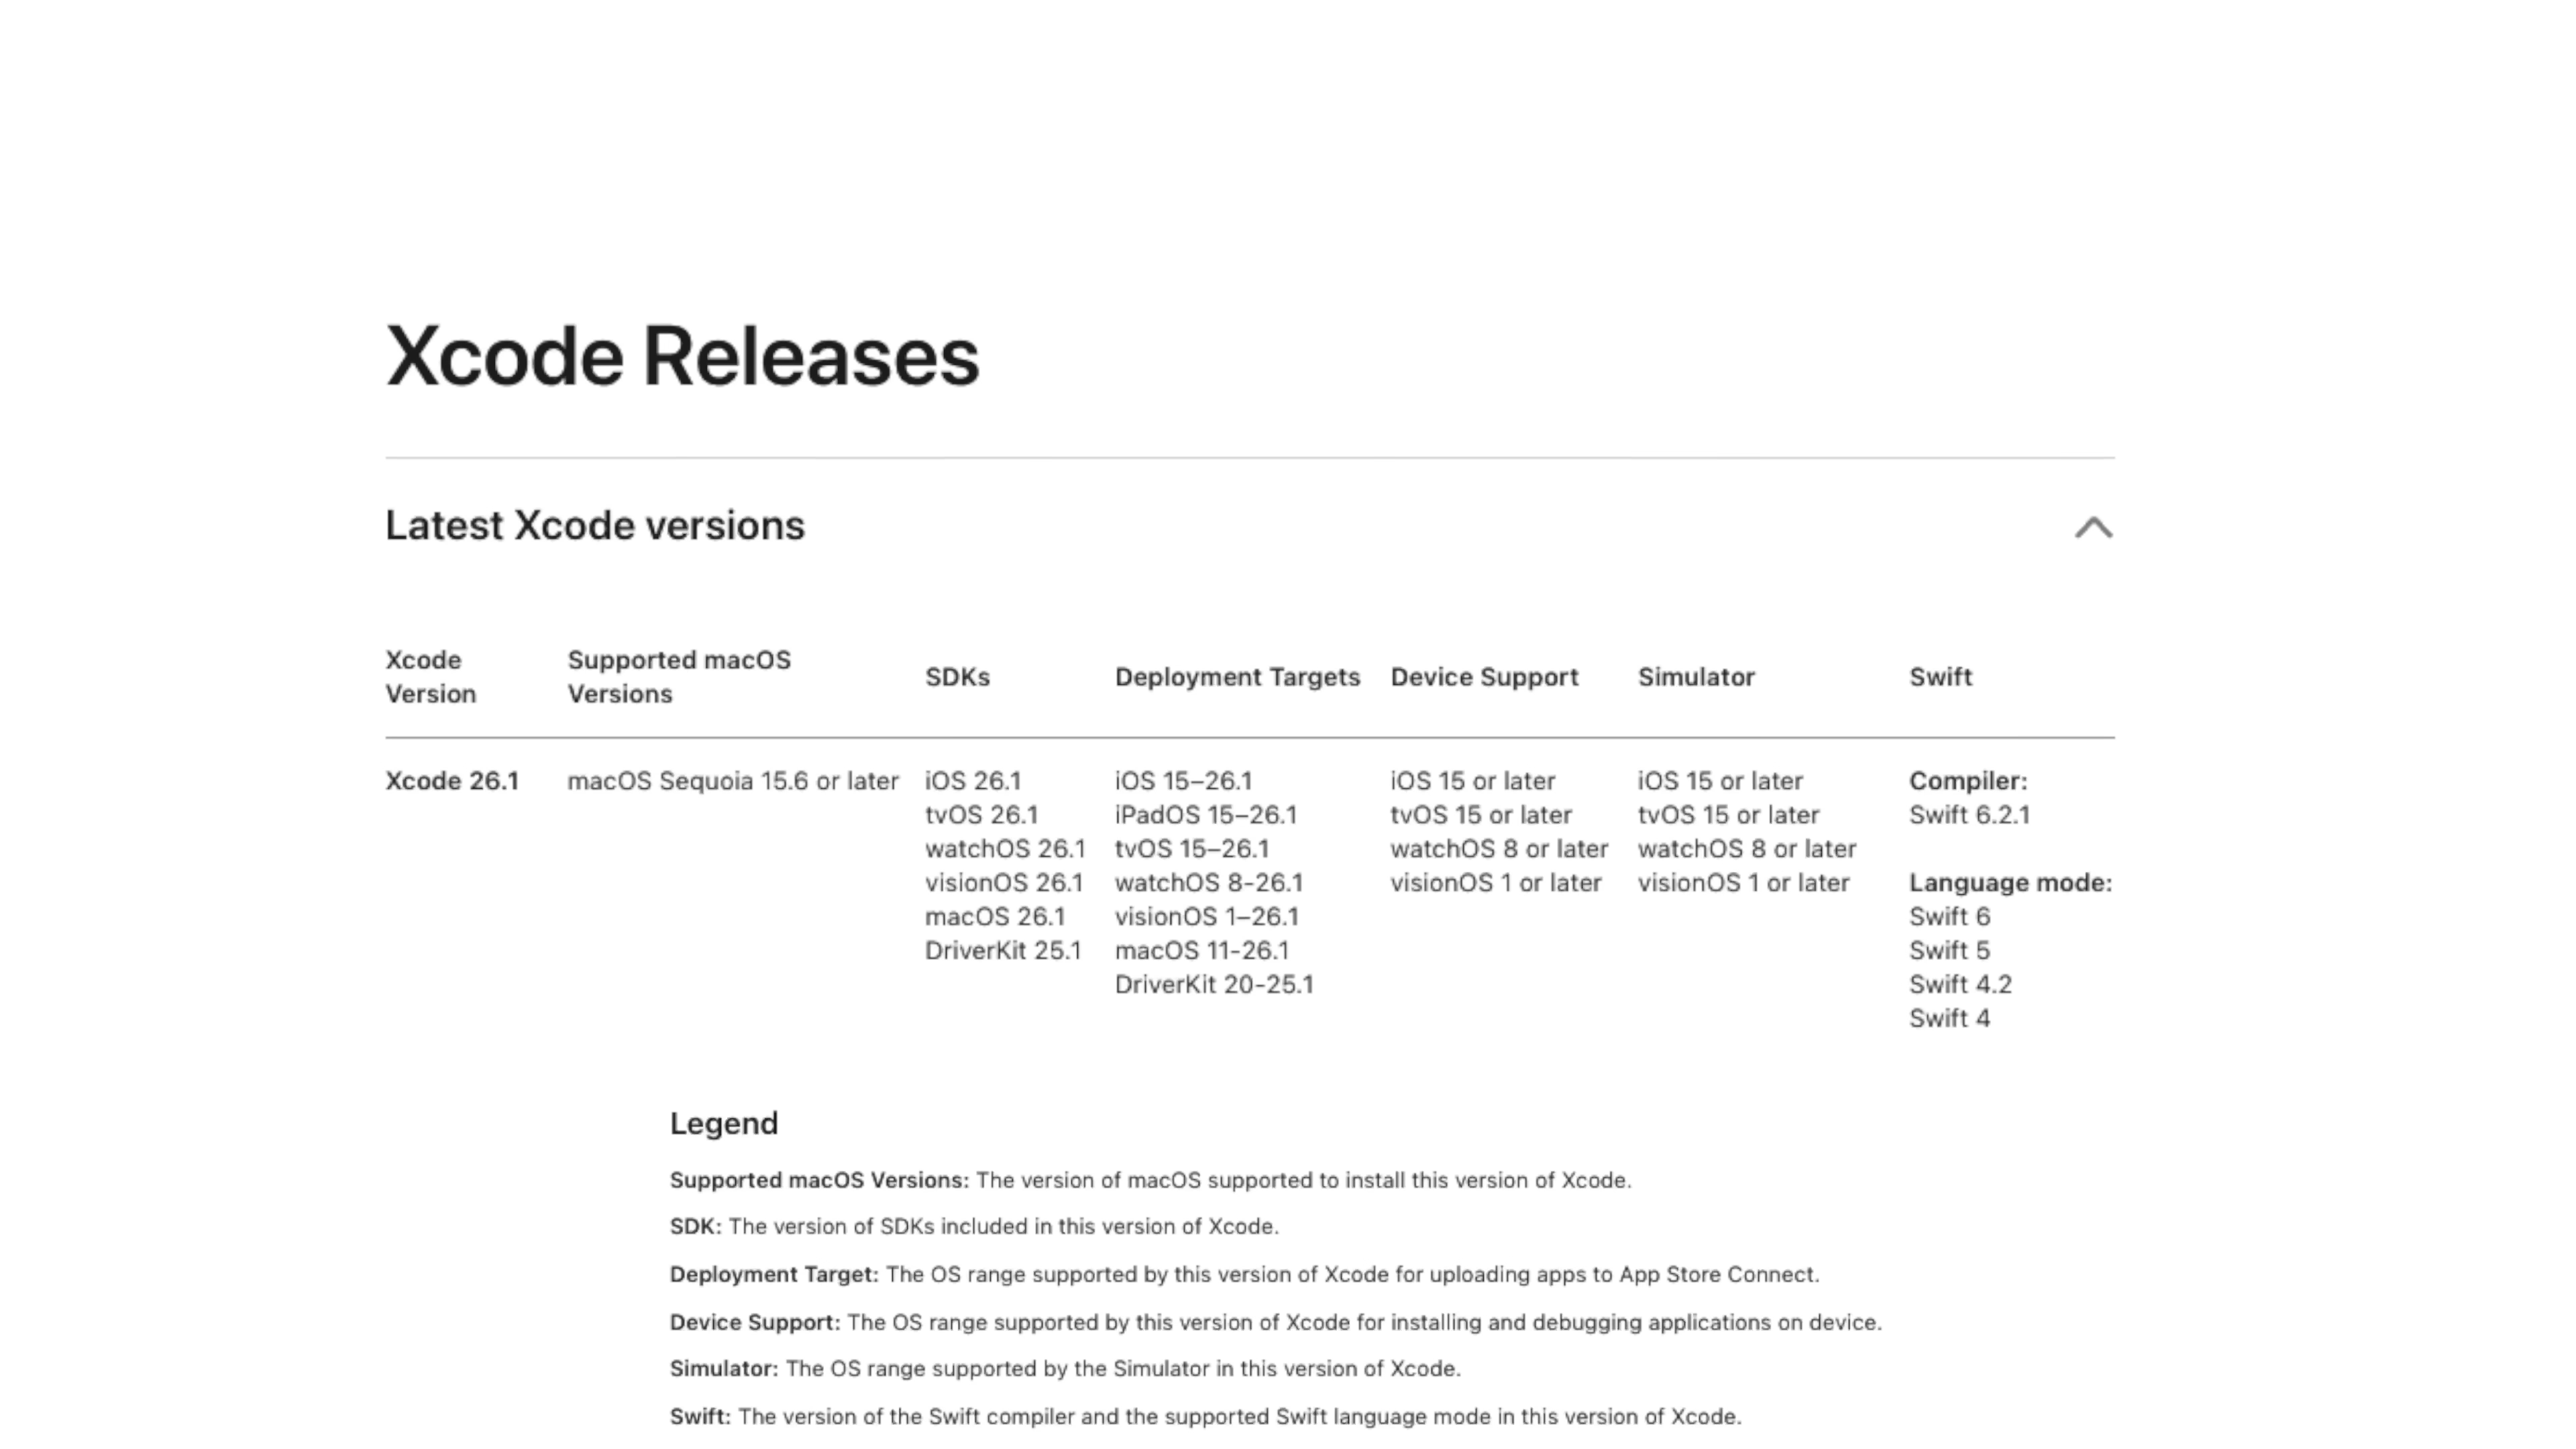 Xcode Releases
Latest Xcode versions
Xcode
Version
Supported macOS
Versions
SDKs
Deployment Targets
Device Support
Simulator
Swift
Xcode 26.1
macOS Sequoia 15.6 or later
iOS 26.1
tvOS 26.1
watchOS 26.1
visionOS 26.1
macOS 26.1
DriverKit 25.1
iOS 15–26.1
iPadOS 15–26.1
tvOS 15–26.1
watchOS 8-26.1
visionOS 1–26.1
macOS 11-26.1
DriverKit 20-25.1
iOS 15 or later
tvOS 15 or later
watchOS 8 or later
visionOS 1 or later
iOS 15 or later
tvOS 15 or later
watchOS 8 or later
visionOS 1 or later
Compiler:
Swift 6.2.1
Language mode:
Swift 6
Swift 5
Swift 4.2
Swift 4
Legend
Supported macOS Versions: The version of macOS supported to install this version of Xcode.
SDK: The version of SDKs included in this version of Xcode.
Deployment Target: The OS range supported by this version of Xcode for uploading apps to App Store Connect.
Device Support: The OS range supported by this version of Xcode for installing and debugging applications on device.
Simulator: The OS range supported by the Simulator in this version of Xcode.
Swift: The version of the Swift compiler and the supported Swift language mode in this version of Xcode.